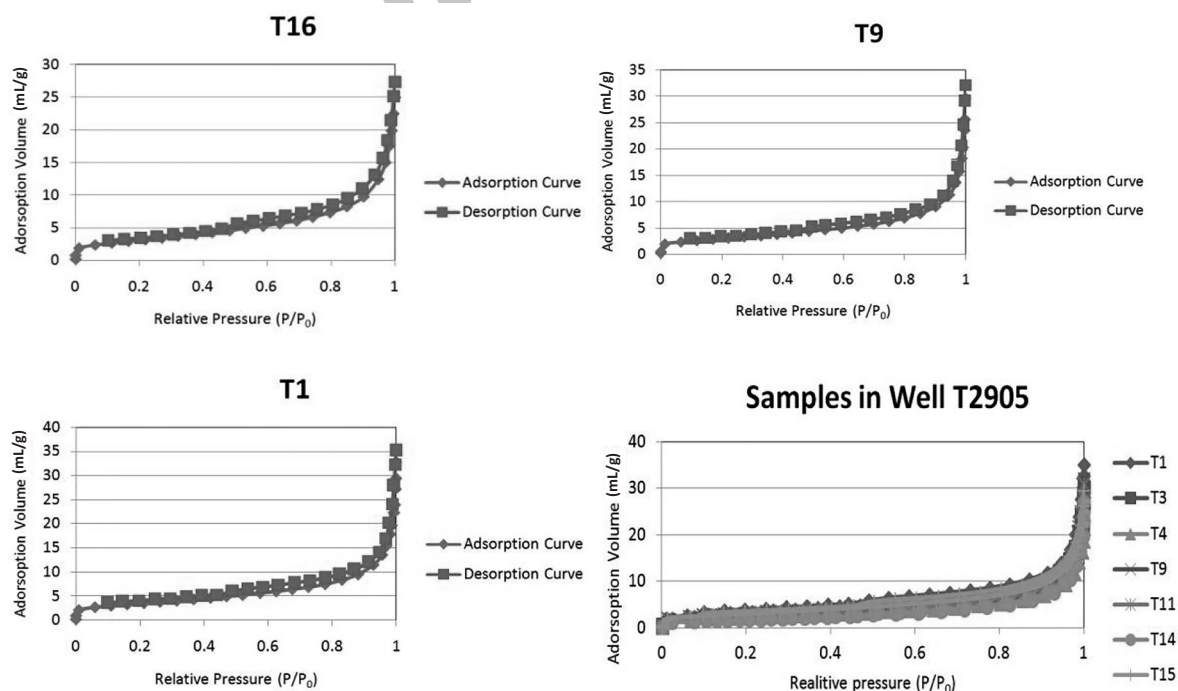 T16
Adorsoption Volume (mL/g)
30
25
20
15
10
5
0
0 0.2 0.4 0.6 0.8 1
Relative Pressure (P/P₀)
Adsorption Curve
Desorption Curve
T9
Adorsoption Volume (mL/g)
35
30
25
20
15
10
5
0
0 0.2 0.4 0.6 0.8 1
Relative Pressure (P/P₀)
Adsorption Curve
Desorption Curve
T1
Adorsoption Volume (mL/g)
40
35
30
25
20
15
10
5
0
0 0.2 0.4 0.6 0.8 1
Relative Pressure (P/P₀)
Adsorption Curve
Desorption Curve
Samples in Well T2905
Adorsoption Volume (mL/g)
40
30
20
10
0
0 0.2 0.4 0.6 0.8 1
Realitive pressure (P/P₀)
T1
T3
T4
T9
T11
T14
T15